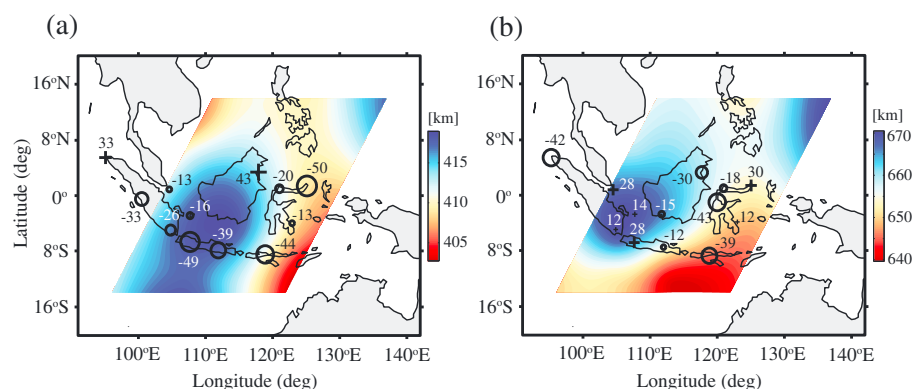 (a)
(b)
16°N
8°N
0°
8°S
16°S
Latitude (deg)
100°E
110°E
120°E
130°E
140°E
Longitude (deg)
33
-13
-33
-26
-16
43
-20
-50
-13
-39
-44
-49
[km]
425
420
415
410
405
16°N
8°N
0°
8°S
16°S
100°E
110°E
120°E
130°E
140°E
Longitude (deg)
-42
28
-30
-18
30
14
-15
12
28
-12
-43
12
-39
[km]
670
660
650
640